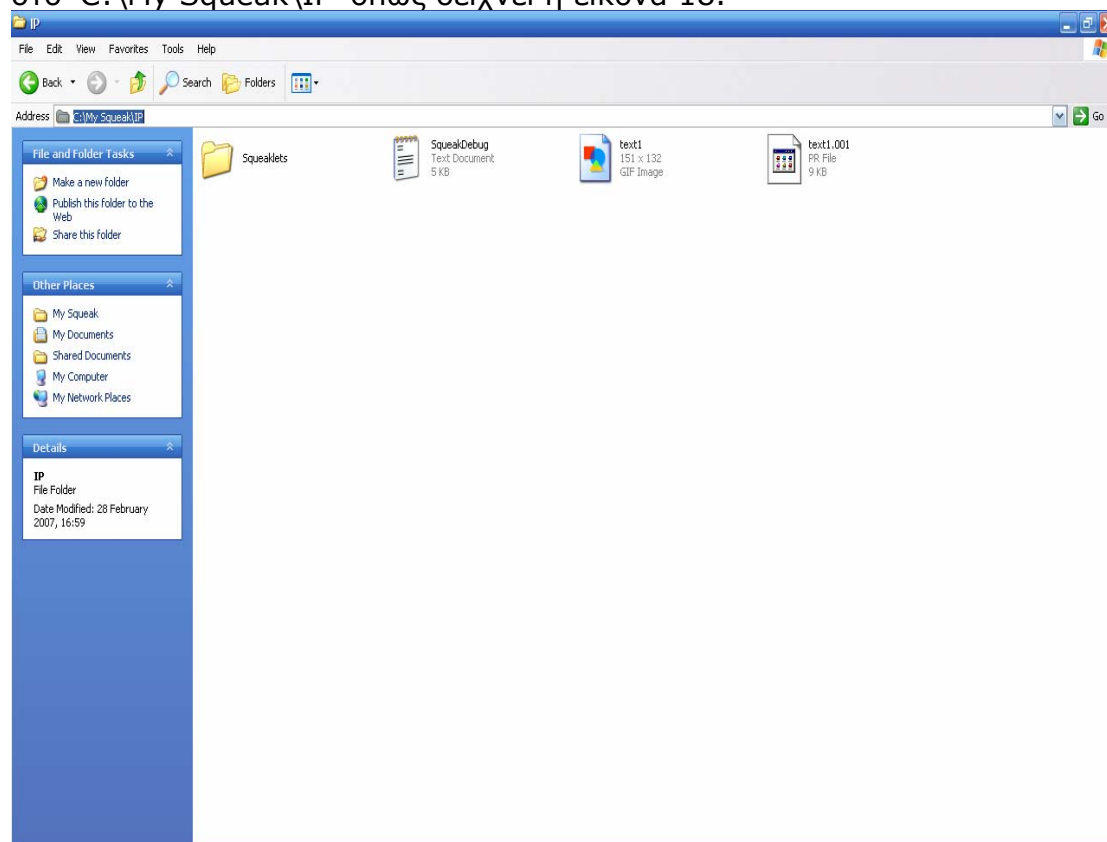 στο C:\My Squeak\IP όπως δείχνει η εικόνα 18.
IP
File Edit View Favorites Tools Help
Back Search Folders
Address C:\My Squeak\IP Go
File and Folder Tasks
Make a new folder
Publish this folder to the
Web
Share this folder
Other Places
My Squeak
My Documents
Shared Documents
My Computer
My Network Places
Details
IP
File Folder
Date Modified: 28 February
2007, 16:59
Squeaklets
SqueakDebug
Text Document
5 KB
text1
151 x 132
GIF Image
text1.001
PR File
9 KB